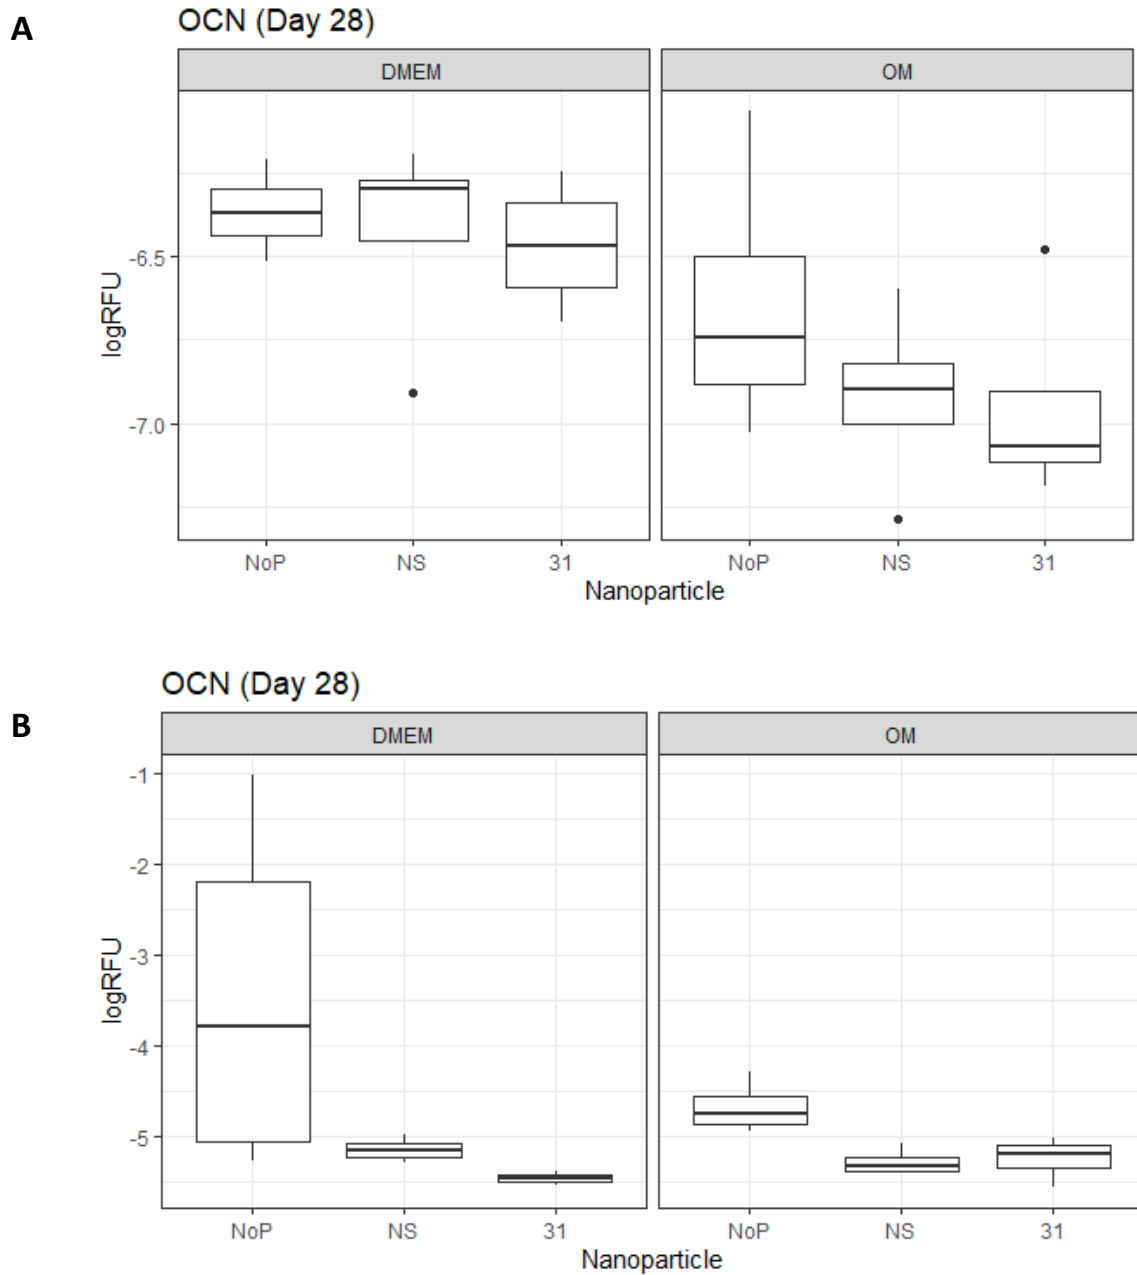 A
OCN (Day 28)
DMEM OM
-6.5
-7.0
logRFU
NoP NS 31 NoP NS 31
Nanoparticle
OCN (Day 28)
B
DMEM OM
-1
-2
-3
-4
-5
logRFU
NoP NS 31 NoP NS 31
Nanoparticle